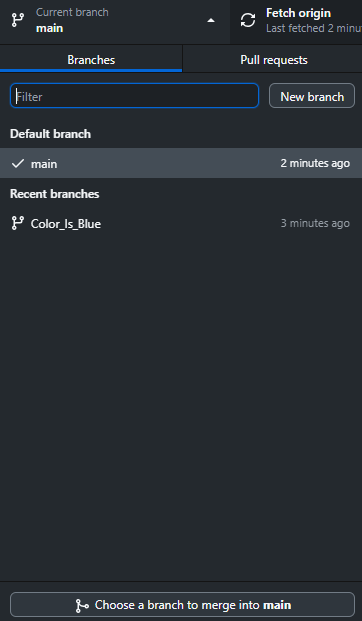 Current branch
main
Fetch origin
Last fetched 2 minu
Branches
Pull requests
Filter
New branch
Default branch
main
2 minutes ago
Recent branches
Color_Is_Blue
3 minutes ago
Choose a branch to merge into main